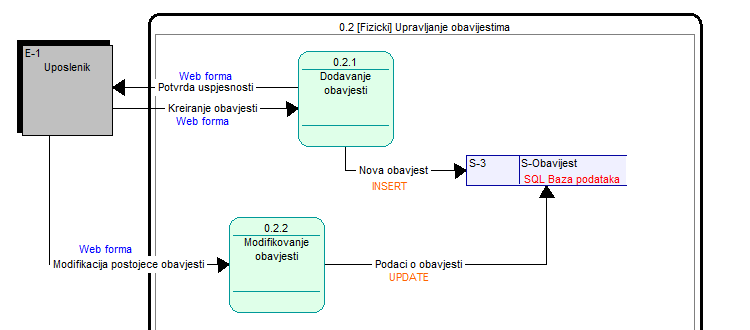 0.2 [Fizicki] Upravljanje obavijestima
E-1
Uposlenik
0.2.1
Dodavanje
obavjesti
Web forma
Potvrda uspjesnosti
Kreiranje obavjesti
Web forma
Nova obavjest
INSERT
S-3
S-Obavijest
SQL Baza podataka
0.2.2
Modifikovanje
obavjesti
Web forma
Modifikacija postojece obavjesti
Podaci o obavjesti
UPDATE